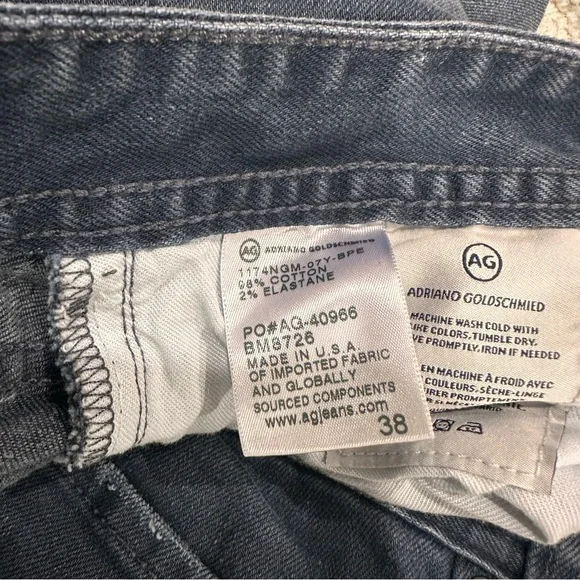 AG ADRIANO GOLDSCHMIED
1174NGM-07Y-BPE
98% COTTON
2% ELASTANE
PO#AG-40966
BM8726
MADE IN U.S.A.
OF IMPORTED FABRIC
AND GLOBALLY
SOURCED COMPONENTS
www.agjeans.com
38
AG
ADRIANO GOLDSCHMIED
MACHINE WASH COLD WITH
LIKE COLORS. TUMBLE DRY.
PROMPTLY. IRON IF NEEDED
EN MACHINE À FROID AVEC
COULEURS. SÈCHE-LINGE
PROMPTEMENT